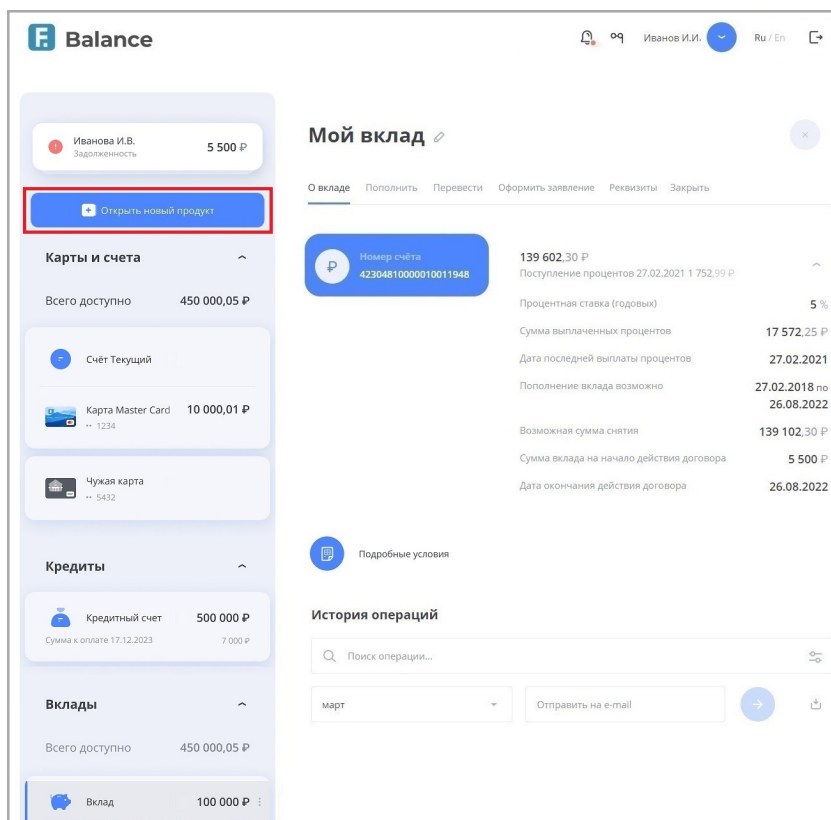 F. Balance
Иванов И.И.
Ru / En
Иванова И.В.
Задолженность
5 500 ₽
Открыть новый продукт
Карты и счета
Всего доступно 450 000,05 ₽
Счёт Текущий
Карта Master Card 10 000,01 ₽
•• 1234
Чужая карта
•• 5432
Кредиты
Кредитный счет 500 000 ₽
Сумма к оплате 17.12.2023 7 000 ₽
Вклады
Всего доступно 450 000,05 ₽
Вклад 100 000 ₽
Мой вклад
О вкладе Пополнить Перевести Оформить заявление Реквизиты Закрыть
₽
Номер счёта
42304810000010011948
139 602,30 ₽
Поступление процентов 27.02.2021 1 752,99 ₽
Процентная ставка (годовых) 5 %
Сумма выплаченных процентов 17 572,25 ₽
Дата последней выплаты процентов 27.02.2021
Пополнение вклада возможно 27.02.2018 по
26.08.2022
Возможная сумма снятия 139 102,30 ₽
Сумма вклада на начало действия договора 5 500 ₽
Дата окончания действия договора 26.08.2022
Подробные условия
История операций
Поиск операции...
март
Отправить на e-mail